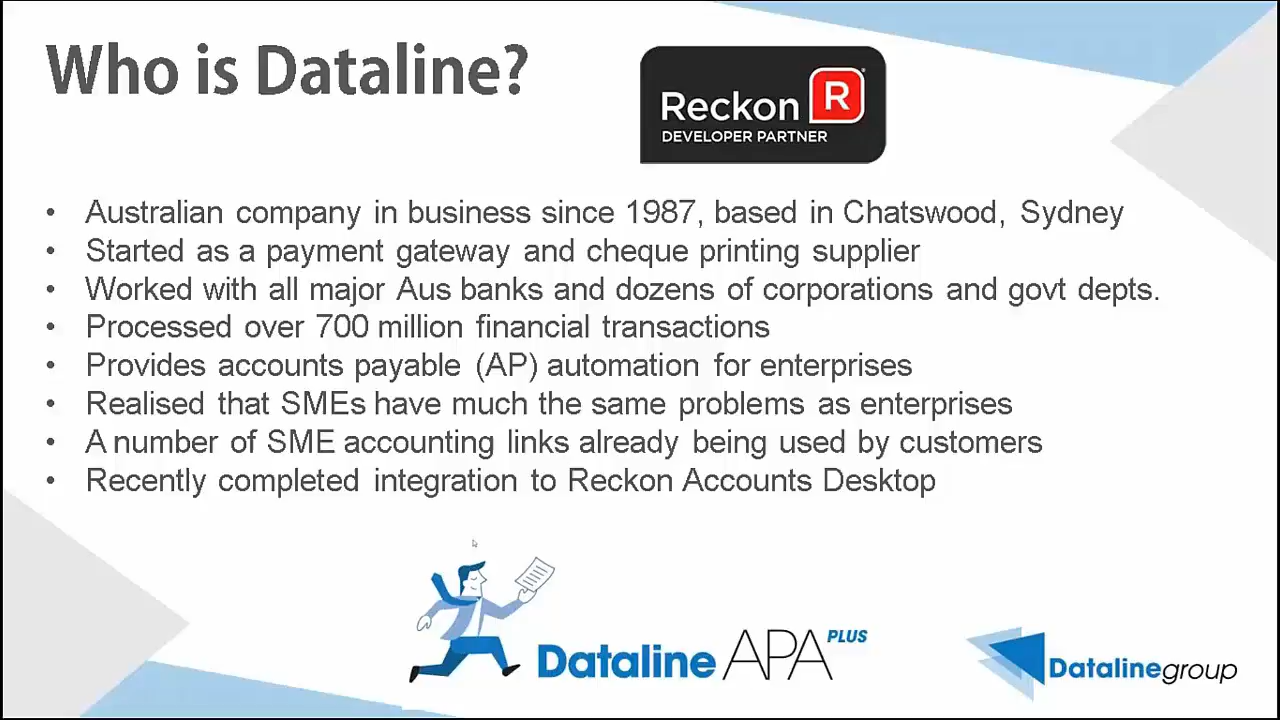 Who is Dataline?
Reckon R
DEVELOPER PARTNER
• Australian company in business since 1987, based in Chatswood, Sydney
• Started as a payment gateway and cheque printing supplier
• Worked with all major Aus banks and dozens of corporations and govt depts.
• Processed over 700 million financial transactions
• Provides accounts payable (AP) automation for enterprises
• Realised that SMEs have much the same problems as enterprises
• A number of SME accounting links already being used by customers
• Recently completed integration to Reckon Accounts Desktop
Dataline APA PLUS
Datalinegroup